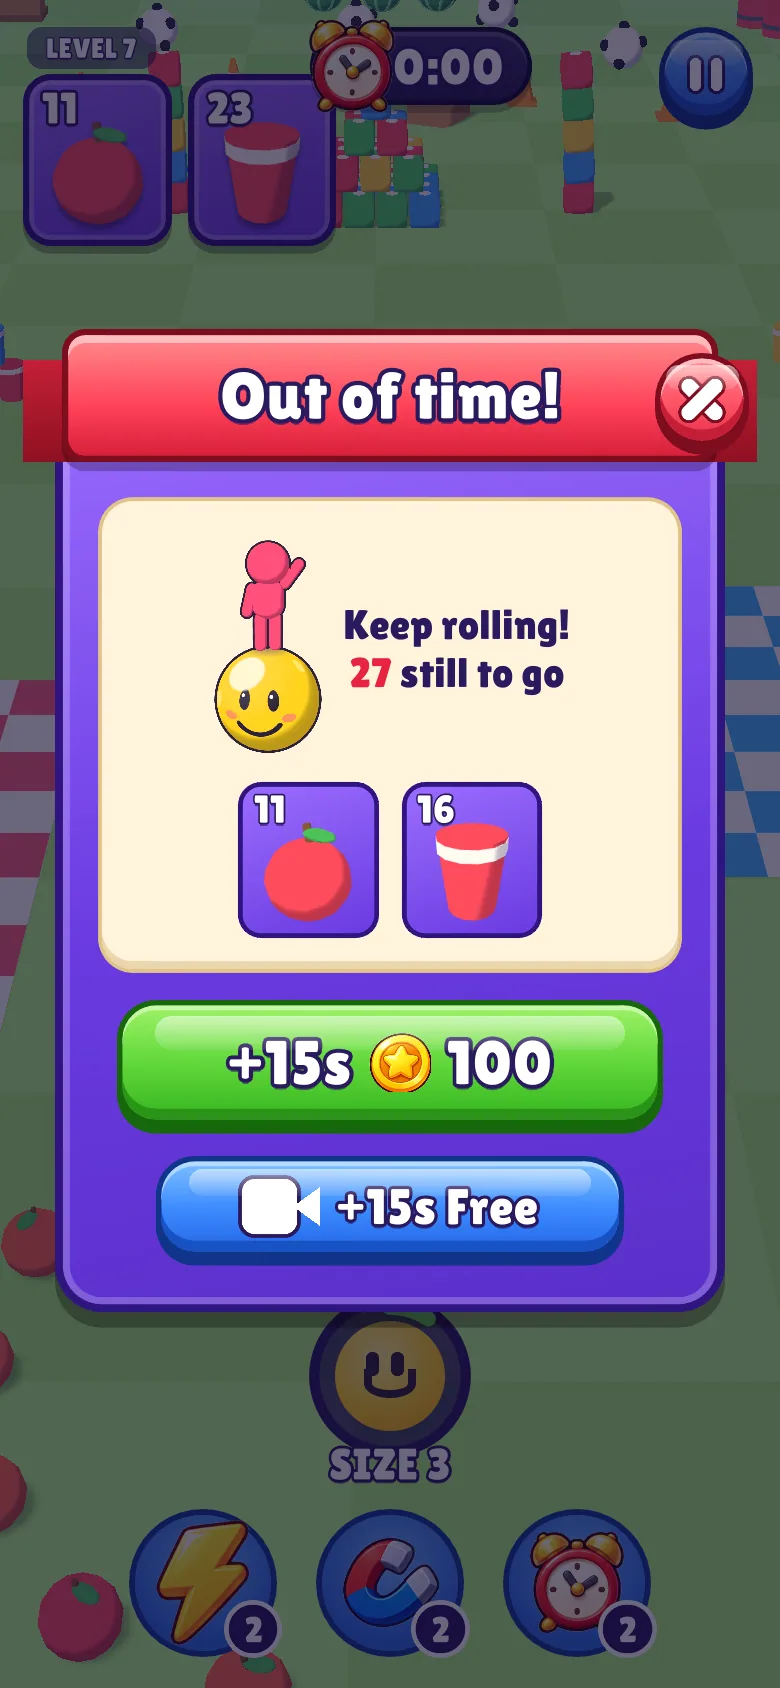 LEVEL 7
0:00
11
23
Out of time!
Keep rolling!
27 still to go
11
16
+15s 100
+15s Free
SIZE 3
2
2
2